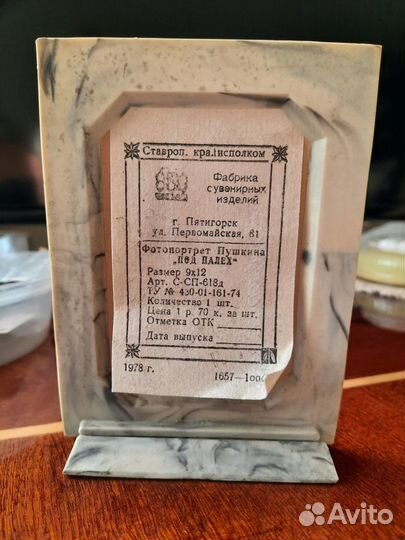 Ставроп. крайисполком
Фабрика
сувенирных
изделий
г. Пятигорск
ул. Первомайская, 81
Фотопортрет Пушкина
„ПОД ПАЛЕХ“
Размер 9х12
Арт. С-СП-618д
ТУ № 430-01-161-74
Количество 1 шт.
Цена 1 р. 70 к. за шт.
Отметка ОТК
Дата выпуска
1978 г.
1657—1000
Avito